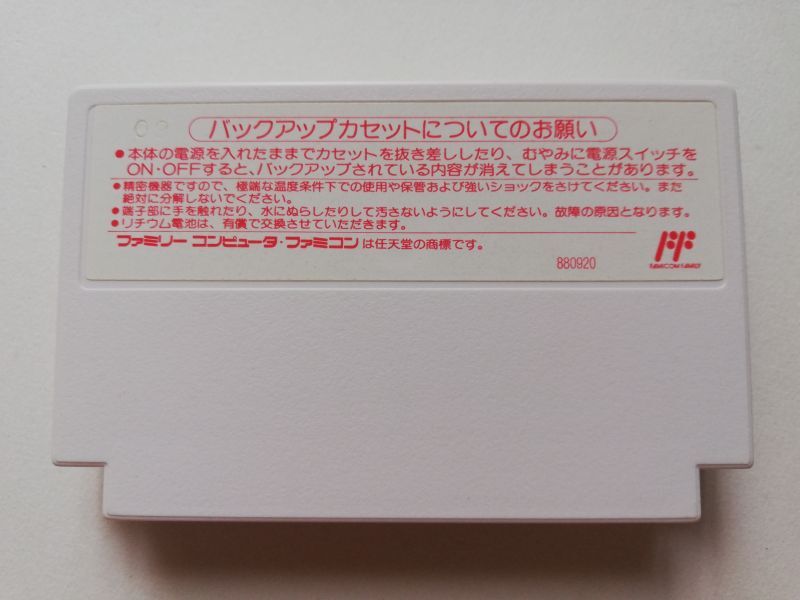 バックアップカセットについてのお願い
●本体の電源を入れたままでカセットを抜き差ししたり、むやみに電源スイッチを
ON・OFFすると、バックアップされている内容が消えてしまうことがあります。
●精密機器ですので、極端な温度条件下での使用や保管および強いショックをさけてください。また
絶対に分解しないでください。
●端子部に手を触れたり、水にぬらしたりして汚さないようにしてください。故障の原因となります。
●リチウム電池は、有償で交換させていただきます。
ファミリー コンピュータ・ファミコンは任天堂の商標です。
880920
FF
FAMICOM FAMILY